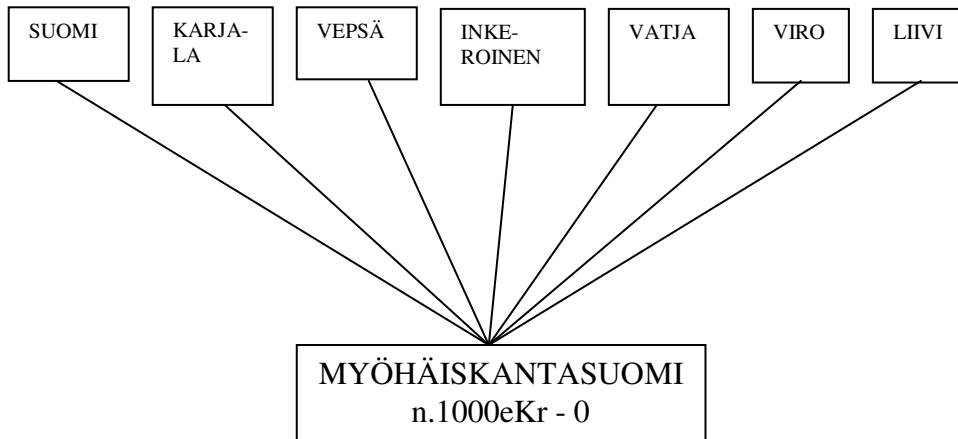 SUOMI
KARJA-
LA
VEPSÄ
INKE-
ROINEN
VATJA
VIRO
LIIVI
MYÖHÄISKANTASUOMI
n.1000eKr - 0